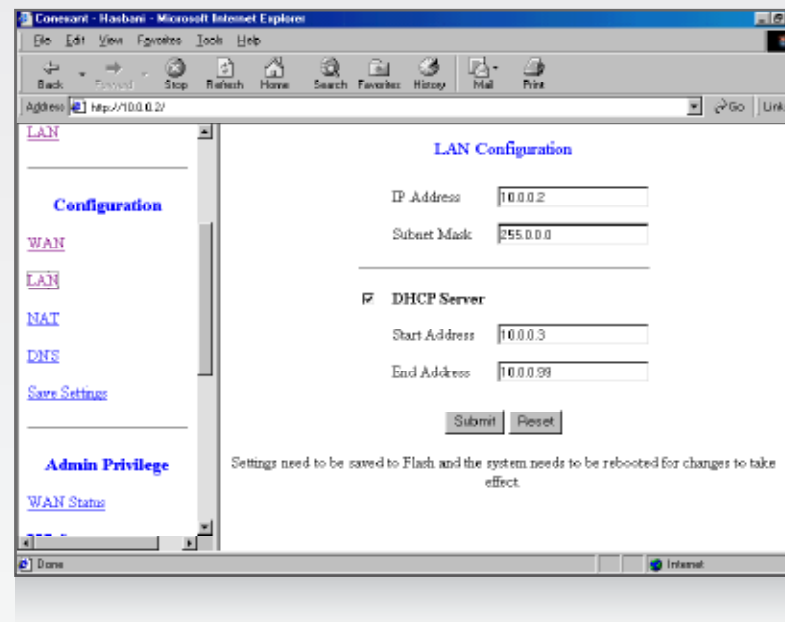 Conexant - Hasbani - Microsoft Internet Explorer
File Edit View Favorites Tools Help
Back Forward Stop Refresh Home Search Favorites History Mail Print
Address http://10.0.0.2/ Go Link
LAN
Configuration
WAN
LAN
NAT
DNS
Save Settings
Admin Privilege
WAN Status
LAN Configuration
IP Address 10.0.0.2
Subnet Mask 255.0.0.0
DHCP Server
Start Address 10.0.0.3
End Address 10.0.0.99
Submit Reset
Settings need to be saved to Flash and the system needs to be rebooted for changes to take
effect.
Done Internet